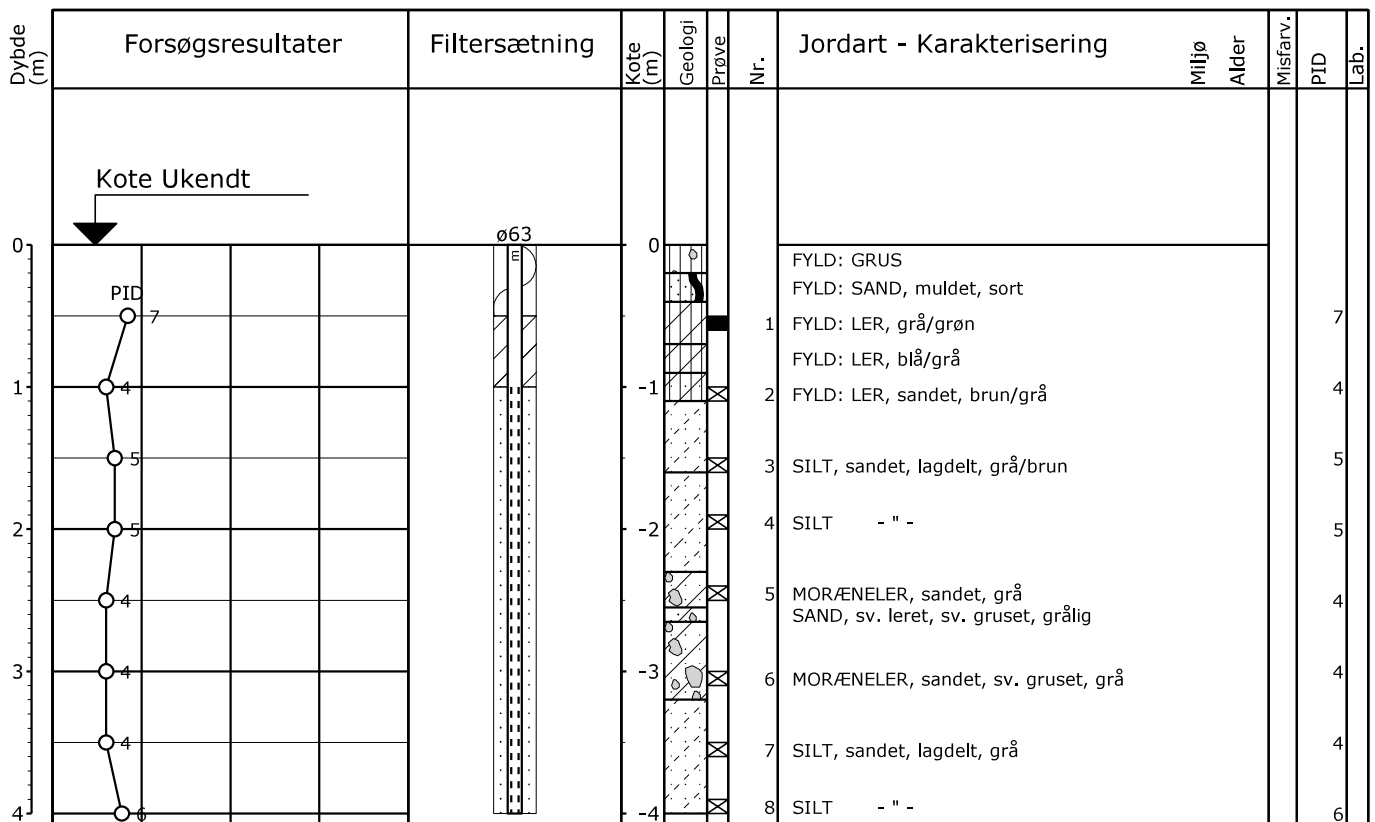 Dybde (m) Forsøgsresultater Filtersætning Kote (m) Geologi Prøve Nr. Jordart - Karakterisering Miljø Alder Misfarv. PID Lab.
Kote Ukendt
ø63
0 m 0
FYLD: GRUS
PID FYLD: SAND, muldet, sort
7 1 FYLD: LER, grå/grøn 7
FYLD: LER, blå/grå
1 4 -1 2 FYLD: LER, sandet, brun/grå 4
5 3 SILT, sandet, lagdelt, grå/brun 5
2 5 -2 4 SILT - " - 5
4 5 MORÆNELER, sandet, grå 4
SAND, sv. leret, sv. gruset, grålig
3 4 -3 6 MORÆNELER, sandet, sv. gruset, grå 4
4 7 SILT, sandet, lagdelt, grå 4
4 6 -4 8 SILT - " - 6